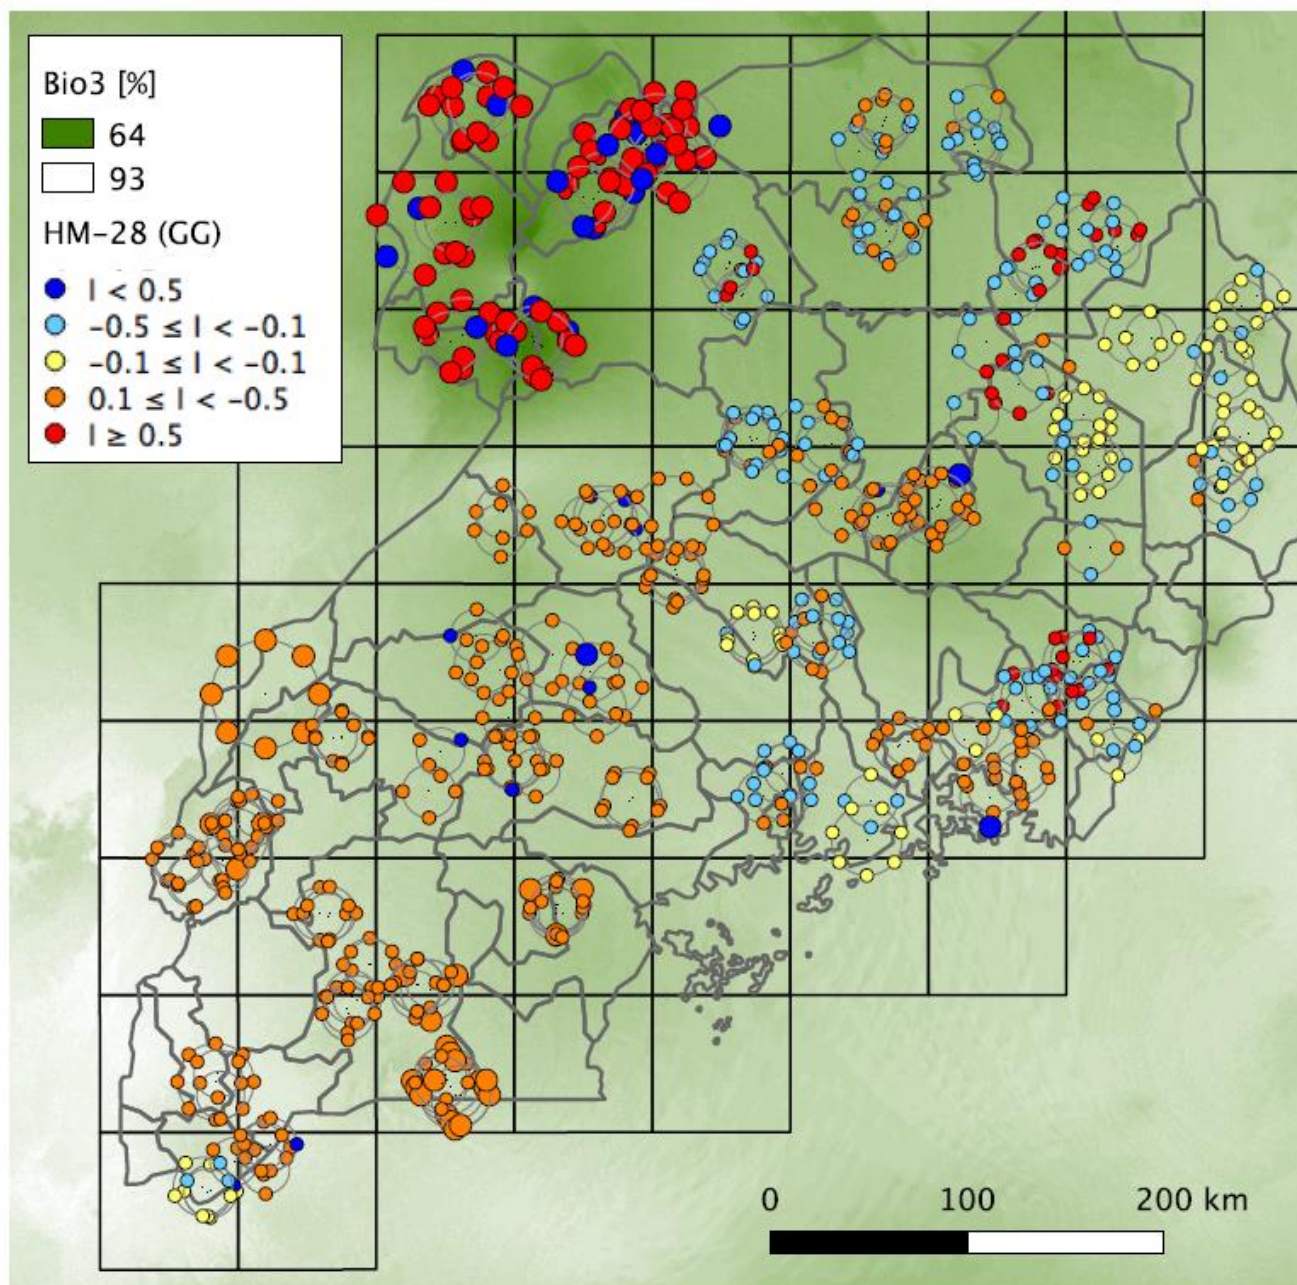 Bio3 [%]
64
93
HM-28 (GG)
I < 0.5
-0.5 ≤ I < -0.1
-0.1 ≤ I < -0.1
0.1 ≤ I < -0.5
I ≥ 0.5
0 100 200 km